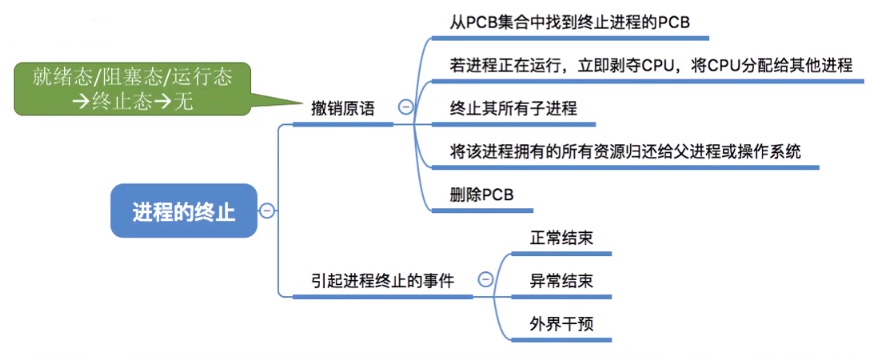 从PCB集合中找到终止进程的PCB
就绪态/阻塞态/运行态
→终止态→无
若进程正在运行，立即剥夺CPU，将CPU分配给其他进程
撤销原语
终止其所有子进程
将该进程拥有的所有资源归还给父进程或操作系统
删除PCB
进程的终止
正常结束
引起进程终止的事件
异常结束
外界干预